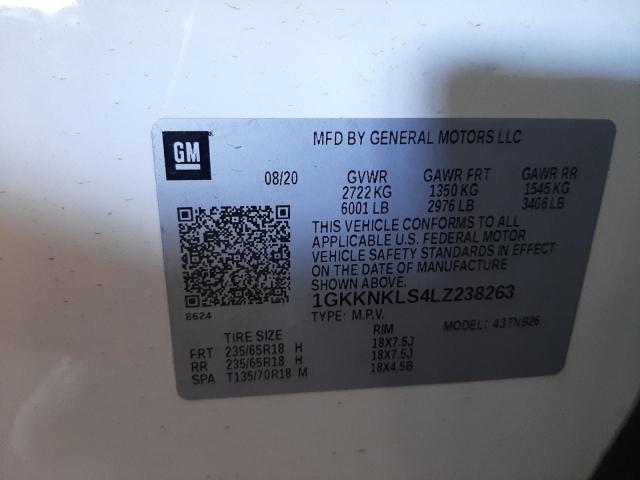 GM
MFD BY GENERAL MOTORS LLC
08/20 GVWR GAWR FRT GAWR RR
2722 KG 1350 KG 1545 KG
6001 LB 2976 LB 3406 LB
THIS VEHICLE CONFORMS TO ALL
APPLICABLE U.S. FEDERAL MOTOR
VEHICLE SAFETY STANDARDS IN EFFECT
ON THE DATE OF MANUFACTURE
SHOWN ABOVE.
1GKKNKLS4LZ238263
8624
TYPE: M.P.V. MODEL: 43TNB26
TIRE SIZE RIM
FRT 235/65R18 H 18X7.5J
RR 235/65R18 H 18X7.5J
SPA T135/70R18 M 18X4.5B